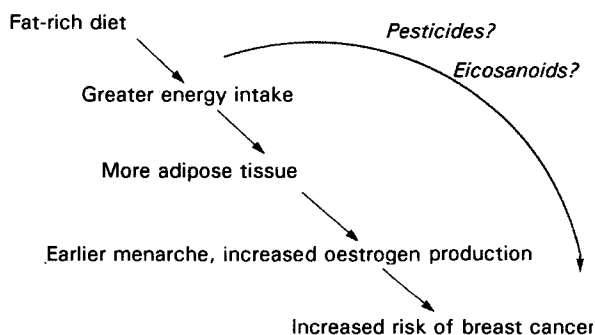 Fat-rich diet
Pesticides?
Eicosanoids?
Greater energy intake
More adipose tissue
Earlier menarche, increased oestrogen production
Increased risk of breast cancer